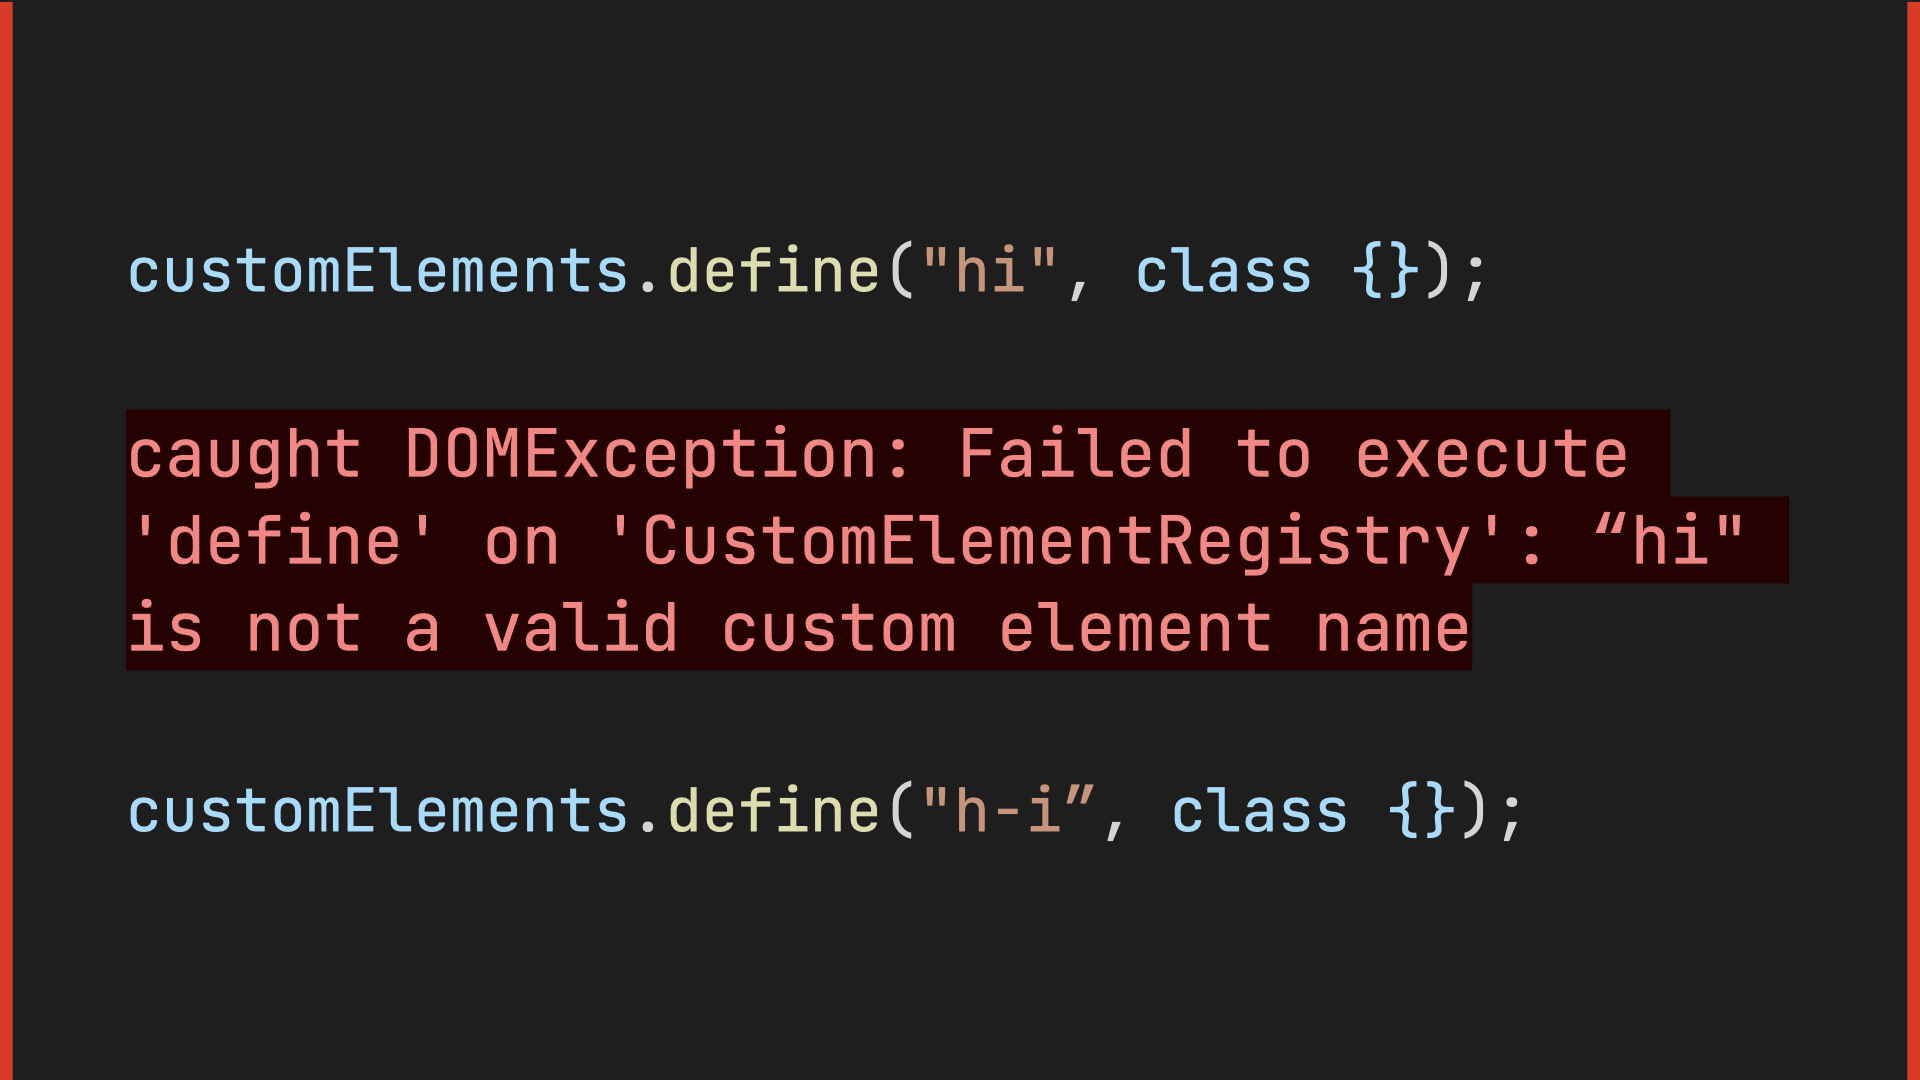 customElements.define("hi", class {});
caught DOMException: Failed to execute
'define' on 'CustomElementRegistry': “hi"
is not a valid custom element name
customElements.define("h-i”, class {});